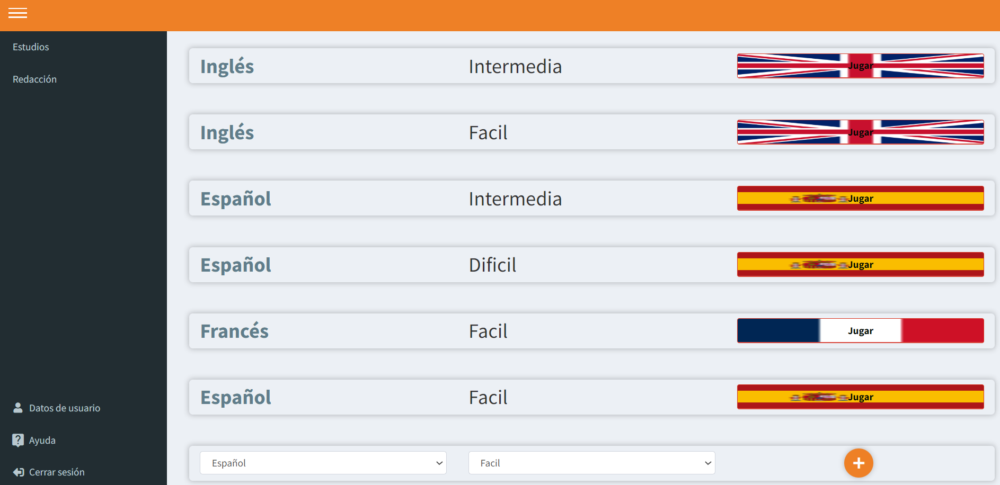 Estudios
Redacción
Inglés Intermedia Jugar
Inglés Facil Jugar
Español Intermedia Jugar
Español Dificil Jugar
Francés Facil Jugar
Español Facil Jugar
Español Facil +
Datos de usuario
Ayuda
Cerrar sesión